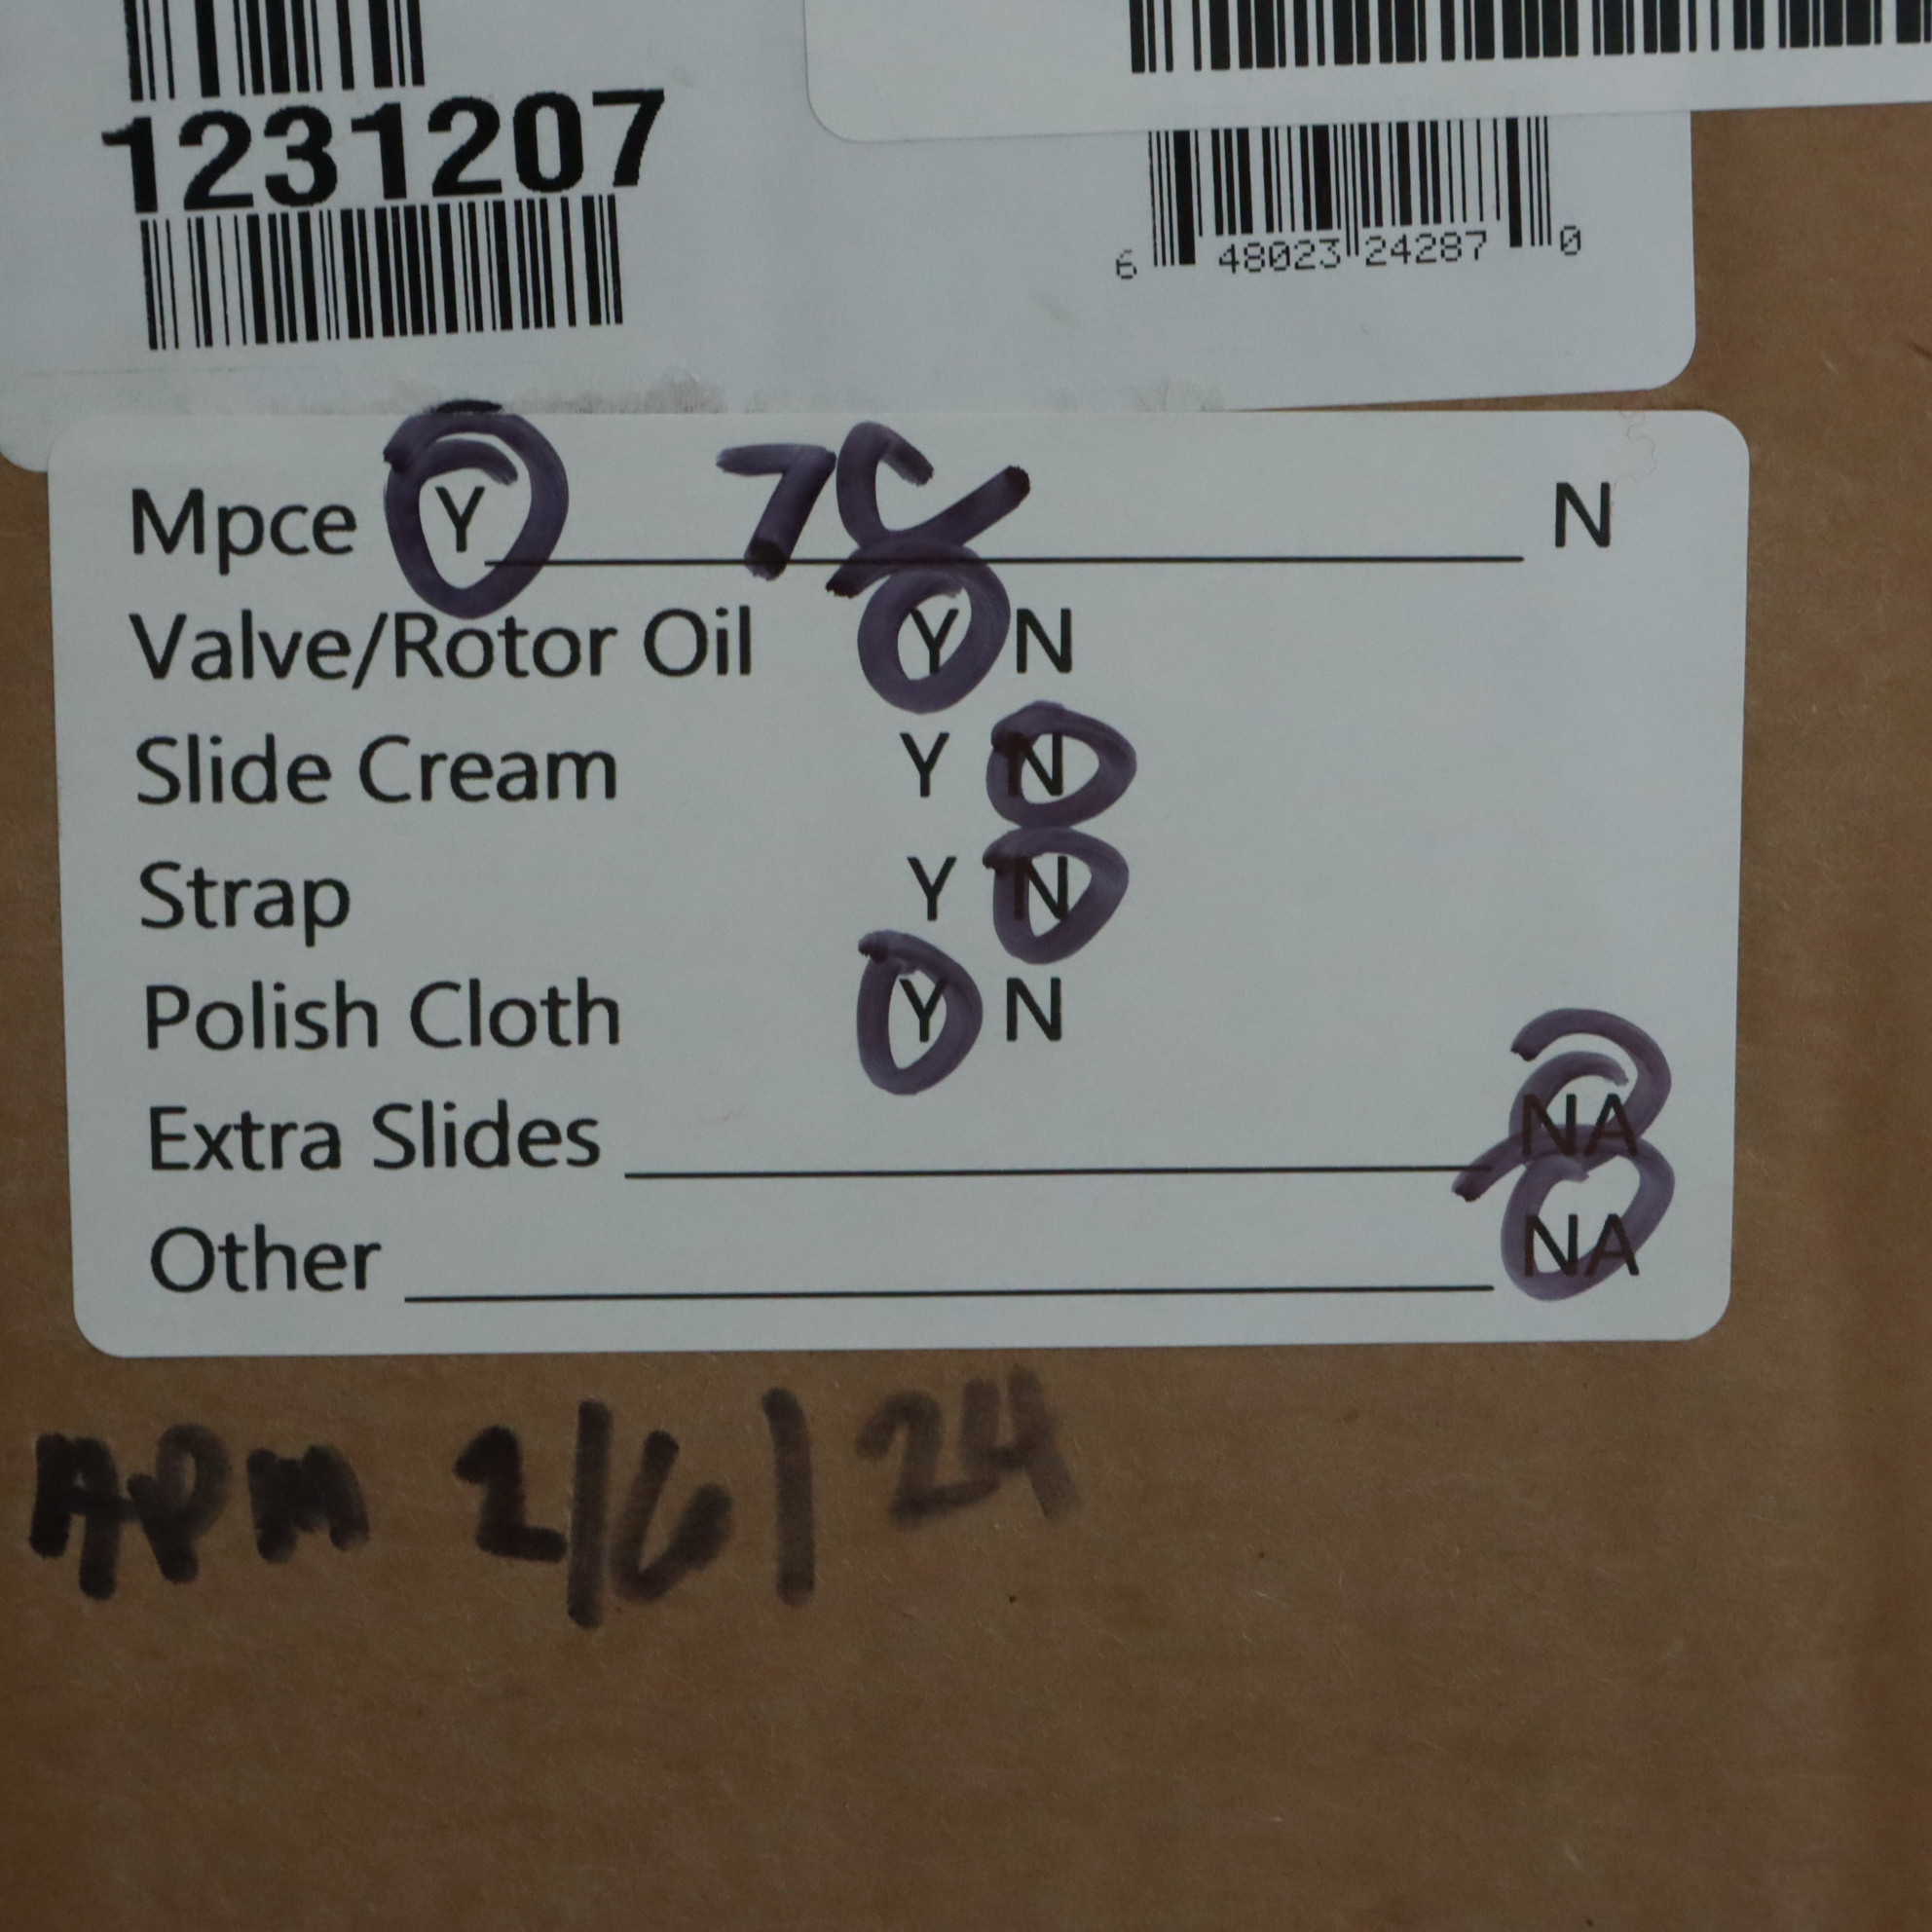 1231207
6 48023 24287 0
Mpce Y 7C N
Valve/Rotor Oil Y N
Slide Cream Y N
Strap Y N
Polish Cloth Y N
Extra Slides NA
Other NA
APM 2/6/24